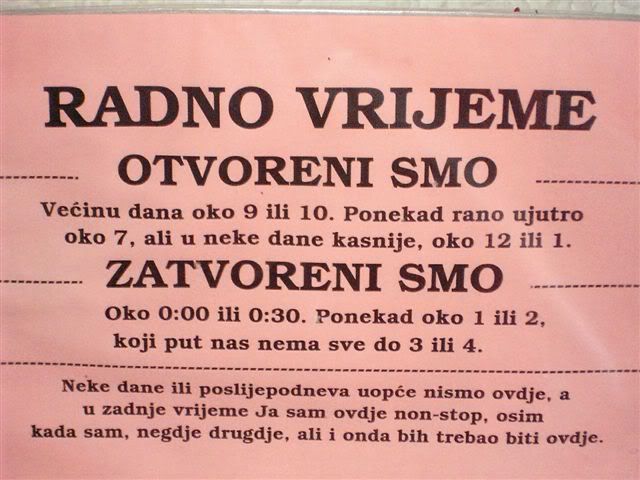 RADNO VRIJEME
OTVORENI SMO
Većinu dana oko 9 ili 10. Ponekad rano ujutro
oko 7, ali u neke dane kasnije, oko 12 ili 1.
ZATVORENI SMO
Oko 0:00 ili 0:30. Ponekad oko 1 ili 2,
koji put nas nema sve do 3 ili 4.
Neke dane ili poslijepodneva uopće nismo ovdje, a
u zadnje vrijeme Ja sam ovdje non-stop, osim
kada sam, negdje drugdje, ali i onda bih trebao biti ovdje.